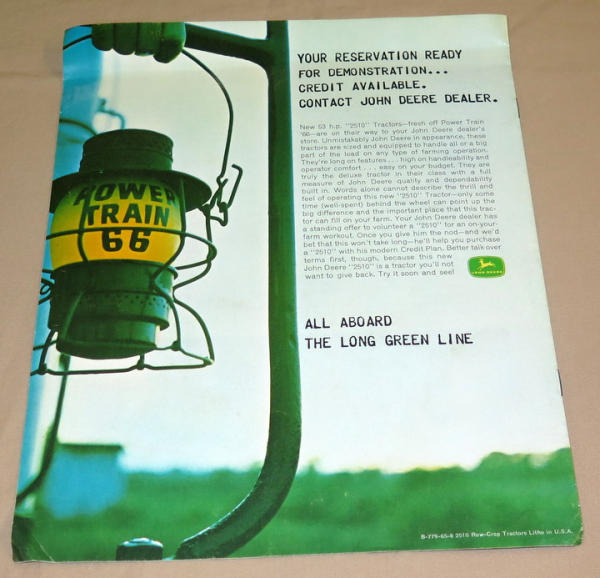 YOUR RESERVATION READY
FOR DEMONSTRATION...
CREDIT AVAILABLE.
CONTACT JOHN DEERE DEALER.
New 53 h.p. "2510" Tractors—fresh off Power Train
'66—are on their way to your John Deere dealer's
store. Unmistakably John Deere in appearance, these
tractors are sized and equipped to handle all or a big
part of the load on any type of farming operation.
They're long on features . . . high on handleability and
operator comfort . . . easy on your budget. They are
truly the deluxe tractor in their class with a full
measure of John Deere quality and dependability
built in. Words alone cannot describe the thrill and
feel of operating this new "2510" Tractor—only some
time (well-spent) behind the wheel can point up the
big difference and the important place that this trac-
tor can fill on your farm. Your John Deere dealer has
a standing offer to volunteer a "2510" for an on-your-
farm workout. Once you give him the nod—and we'd
bet that this won't take long—he'll help you purchase
a "2510" with his modern Credit Plan. Better talk over
terms first, though, because this new
John Deere "2510" is a tractor you'll not
want to give back. Try it soon and see!
JOHN DEERE
POWER
TRAIN
66
ALL ABOARD
THE LONG GREEN LINE
B-779-65-8 2510 Row-Crop Tractors Litho in U.S.A.